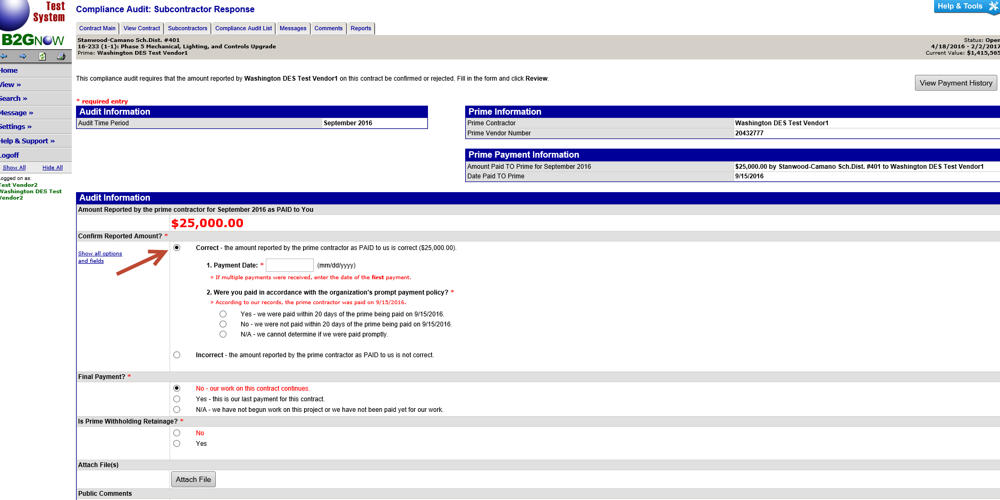 Test
System
B2GNOW
Compliance Audit: Subcontractor Response
Help & Tools
Contract Main
View Contract
Subcontractors
Compliance Audit List
Messages
Comments
Reports
Stanwood-Camano Sch.Dist. #401
16-233 (1-1): Phase 5 Mechanical, Lighting, and Controls Upgrade
Prime: Washington DES Test Vendor1
Status: Open
4/18/2016 - 2/2/2017
Current Value: $1,415,565
Home
View »
Search »
Message »
Settings »
Help & Support »
Logoff
Show All Hide All
Logged on as:
Test Vendor2
Washington DES Test
Vendor2
This compliance audit requires that the amount reported by Washington DES Test Vendor1 on this contract be confirmed or rejected. Fill in the form and click Review.
View Payment History
* required entry
Audit Information
Audit Time Period September 2016
Prime Information
Prime Contractor Washington DES Test Vendor1
Prime Vendor Number 20432777
Prime Payment Information
Amount Paid TO Prime for September 2016 $25,000.00 by Stanwood-Camano Sch.Dist. #401 to Washington DES Test Vendor1
Date Paid TO Prime 9/15/2016
Audit Information
Amount Reported by the prime contractor for September 2016 as PAID to You
$25,000.00
Confirm Reported Amount? *
Show all options
and fields
Correct - the amount reported by the prime contractor as PAID to us is correct ($25,000.00).
1. Payment Date: * (mm/dd/yyyy)
» If multiple payments were received, enter the date of the first payment.
2. Were you paid in accordance with the organization's prompt payment policy? *
» According to our records, the prime contractor was paid on 9/15/2016.
Yes - we were paid within 20 days of the prime being paid on 9/15/2016.
No - we were not paid within 20 days of the prime being paid on 9/15/2016.
N/A - we cannot determine if we were paid promptly.
Incorrect - the amount reported by the prime contractor as PAID to us is not correct.
Final Payment? *
No - our work on this contract continues.
Yes - this is our last payment for this contract.
N/A - we have not begun work on this project or we have not been paid yet for our work.
Is Prime Withholding Retainage? *
No
Yes
Attach File(s)
Attach File
Public Comments